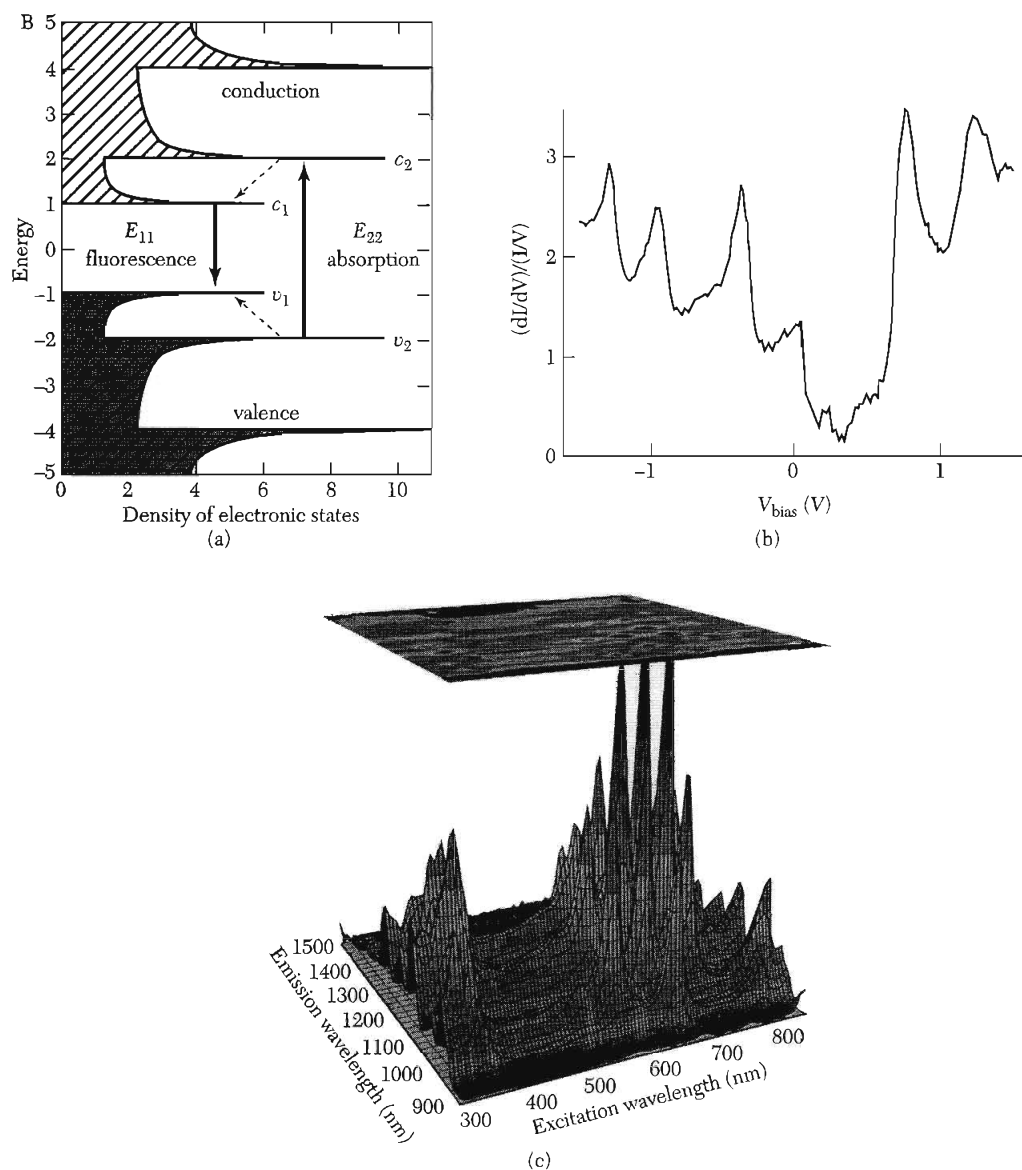 B
5
4
3
2
1
0
−1
−2
−3
−4
−5
Energy
conduction
c₂
c₁
E₁₁
fluorescence
E₂₂
absorption
v₁
v₂
valence
0 2 4 6 8 10
Density of electronic states
(a)
3
2
1
0
(dI/dV)/(I/V)
−1 0 1
V_bias (V)
(b)
1500
1400
1300
1200
1100
1000
900
Emission wavelength (nm)
300 400 500 600 700 800
Excitation wavelength (nm)
(c)